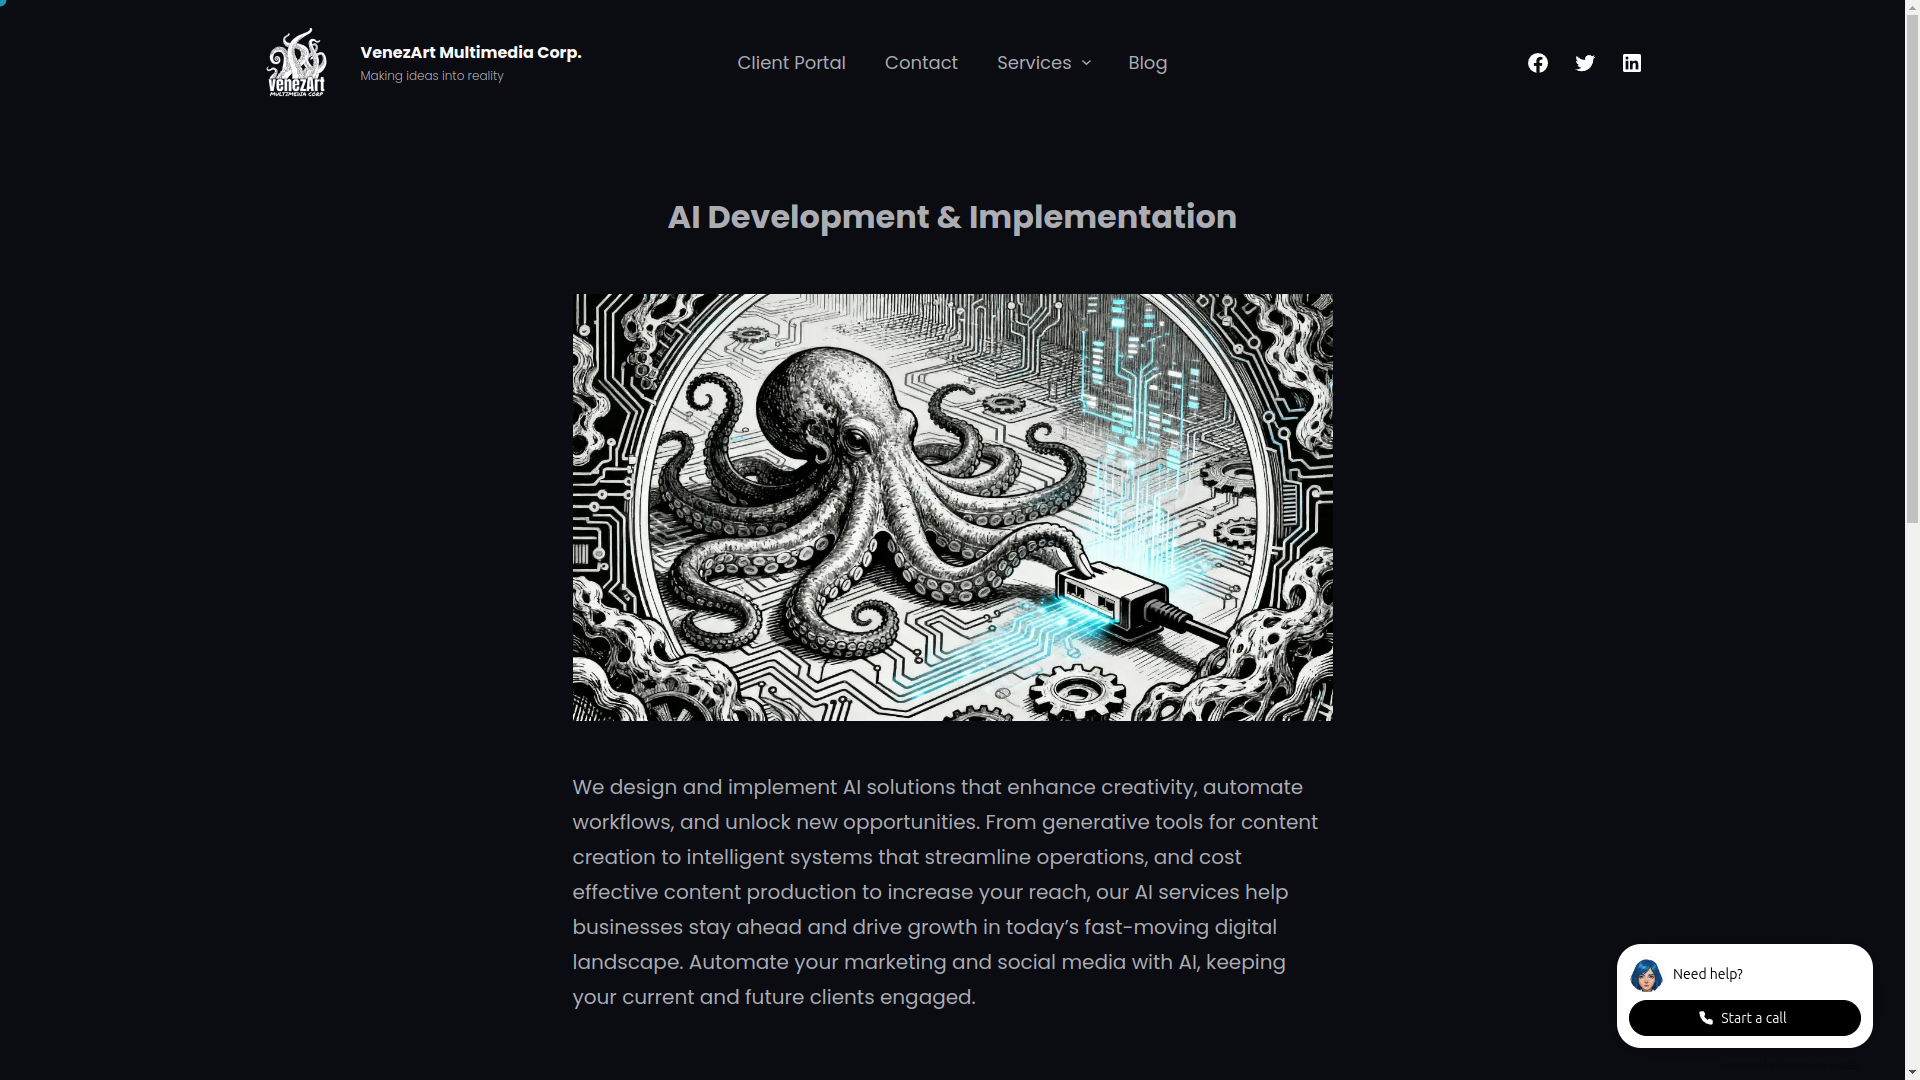 venezArt
MULTIMEDIA CORP
VenezArt Multimedia Corp.
Making ideas into reality
Client Portal
Contact
Services
Blog
AI Development & Implementation
We design and implement AI solutions that enhance creativity, automate
workflows, and unlock new opportunities. From generative tools for content
creation to intelligent systems that streamline operations, and cost
effective content production to increase your reach, our AI services help
businesses stay ahead and drive growth in today’s fast-moving digital
landscape. Automate your marketing and social media with AI, keeping
your current and future clients engaged.
Need help?
Start a call